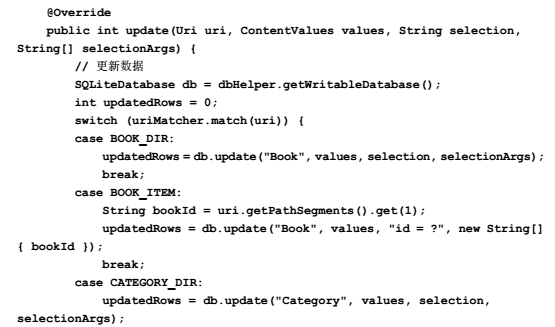 @Override
public int update(Uri uri, ContentValues values, String selection,
String[] selectionArgs) {
// 更新数据
SQLiteDatabase db = dbHelper.getWritableDatabase();
int updatedRows = 0;
switch (uriMatcher.match(uri)) {
case BOOK_DIR:
updatedRows = db.update("Book", values, selection, selectionArgs);
break;
case BOOK_ITEM:
String bookId = uri.getPathSegments().get(1);
updatedRows = db.update("Book", values, "id = ?", new String[]
{ bookId });
break;
case CATEGORY_DIR:
updatedRows = db.update("Category", values, selection,
selectionArgs);